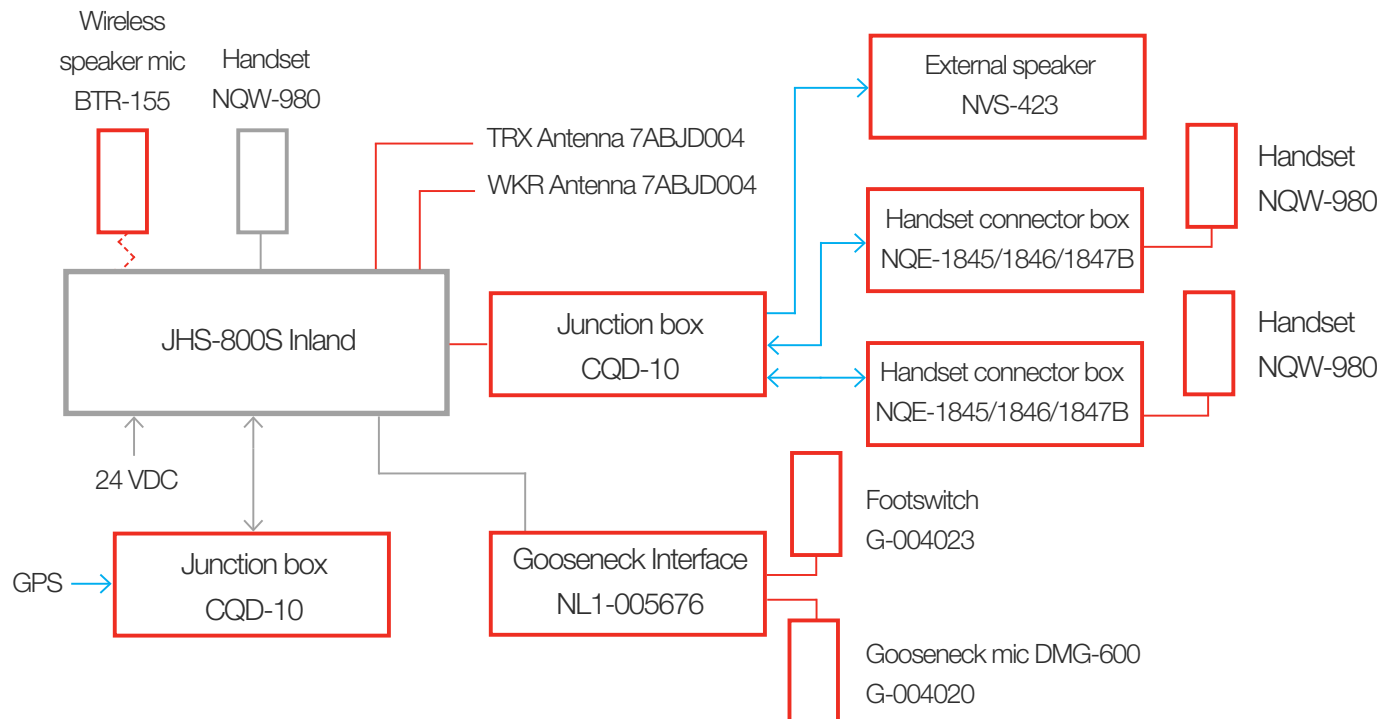 Wireless
speaker mic
BTR-155
Handset
NQW-980
TRX Antenna 7ABJD004
WKR Antenna 7ABJD004
External speaker
NVS-423
Handset
NQW-980
Handset connector box
NQE-1845/1846/1847B
JHS-800S Inland
Junction box
CQD-10
Handset connector box
NQE-1845/1846/1847B
Handset
NQW-980
24 VDC
GPS
Junction box
CQD-10
Gooseneck Interface
NL1-005676
Footswitch
G-004023
Gooseneck mic DMG-600
G-004020